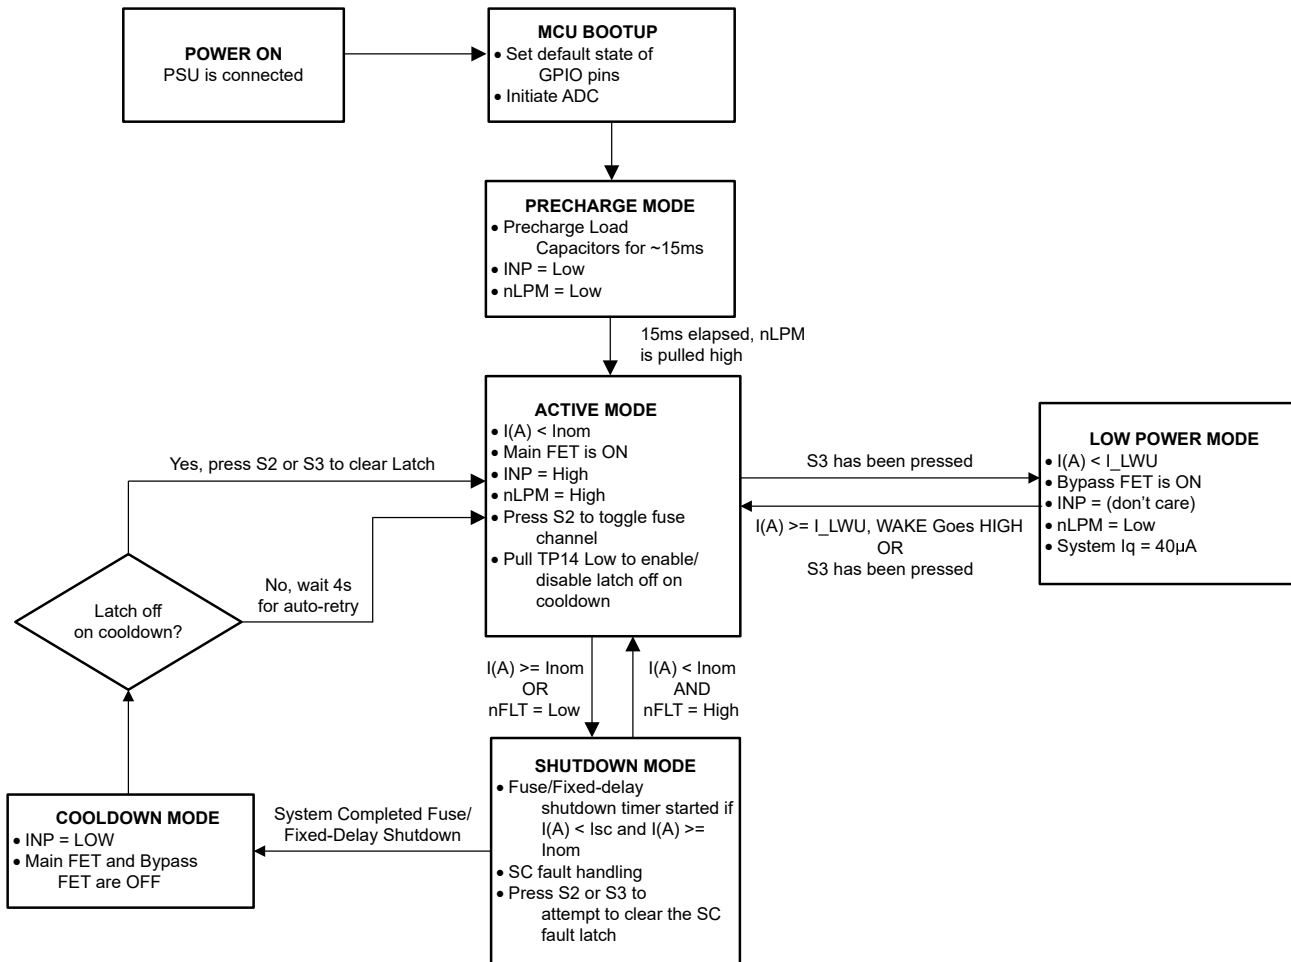 POWER ON
PSU is connected
MCU BOOTUP
• Set default state of
GPIO pins
• Initiate ADC
PRECHARGE MODE
• Precharge Load
Capacitors for ~15ms
• INP = Low
• nLPM = Low
15ms elapsed, nLPM
is pulled high
ACTIVE MODE
• I(A) < Inom
• Main FET is ON
• INP = High
• nLPM = High
• Press S2 to toggle fuse
channel
• Pull TP14 Low to enable/
disable latch off on
cooldown
S3 has been pressed
I(A) >= I_LWU, WAKE Goes HIGH
OR
S3 has been pressed
LOW POWER MODE
• I(A) < I_LWU
• Bypass FET is ON
• INP = (don't care)
• nLPM = Low
• System Iq = 40μA
Yes, press S2 or S3 to clear Latch
No, wait 4s
for auto-retry
Latch off
on cooldown?
I(A) >= Inom
OR
nFLT = Low
I(A) < Inom
AND
nFLT = High
SHUTDOWN MODE
• Fuse/Fixed-delay
shutdown timer started if
I(A) < Isc and I(A) >=
Inom
• SC fault handling
• Press S2 or S3 to
attempt to clear the SC
fault latch
System Completed Fuse/
Fixed-Delay Shutdown
COOLDOWN MODE
• INP = LOW
• Main FET and Bypass
FET are OFF